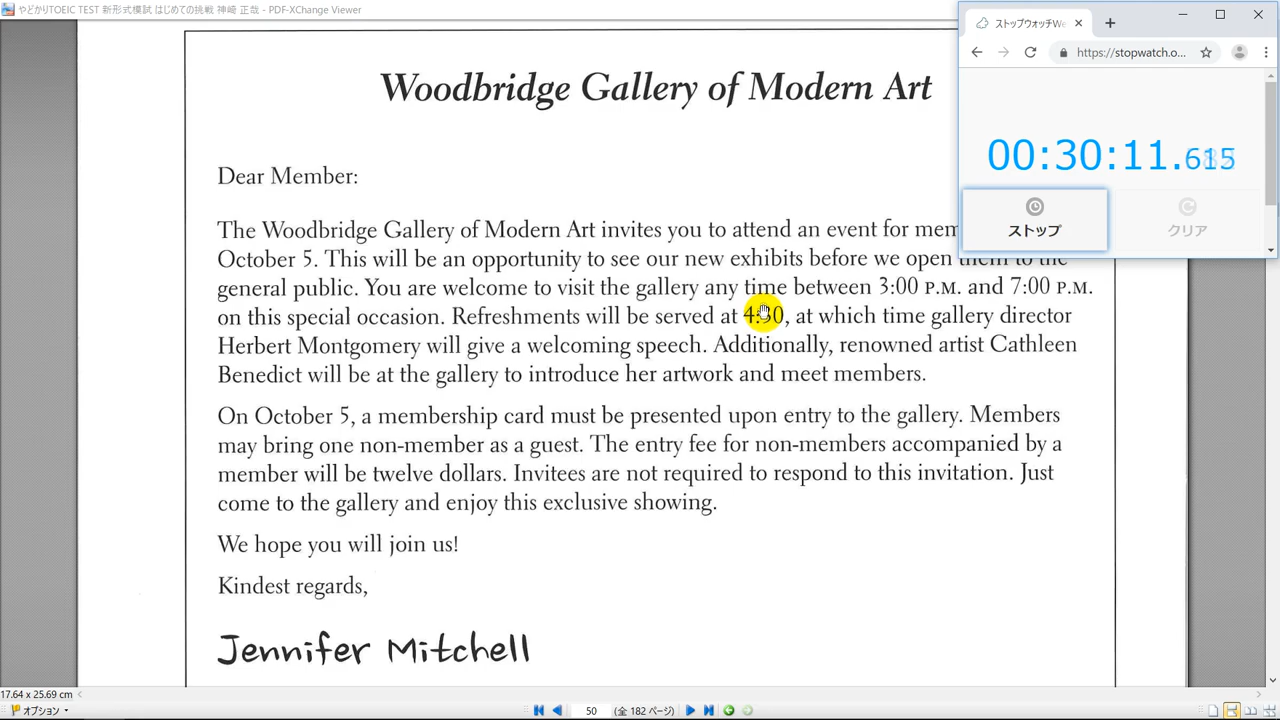 やどかりTOEIC TEST 新形式模試 はじめての挑戦 神崎 正哉 - PDF-XChange Viewer
ストップウォッチWe
https://stopwatch.o...
00:30:11.615
ストップ
クリア
Woodbridge Gallery of Modern Art
Dear Member:
The Woodbridge Gallery of Modern Art invites you to attend an event for mem
October 5. This will be an opportunity to see our new exhibits before we open them to the
general public. You are welcome to visit the gallery any time between 3:00 P.M. and 7:00 P.M.
on this special occasion. Refreshments will be served at 4:30, at which time gallery director
Herbert Montgomery will give a welcoming speech. Additionally, renowned artist Cathleen
Benedict will be at the gallery to introduce her artwork and meet members.
On October 5, a membership card must be presented upon entry to the gallery. Members
may bring one non-member as a guest. The entry fee for non-members accompanied by a
member will be twelve dollars. Invitees are not required to respond to this invitation. Just
come to the gallery and enjoy this exclusive showing.
We hope you will join us!
Kindest regards,
Jennifer Mitchell
17.64 x 25.69 cm
オプション
50 (全 182 ページ)